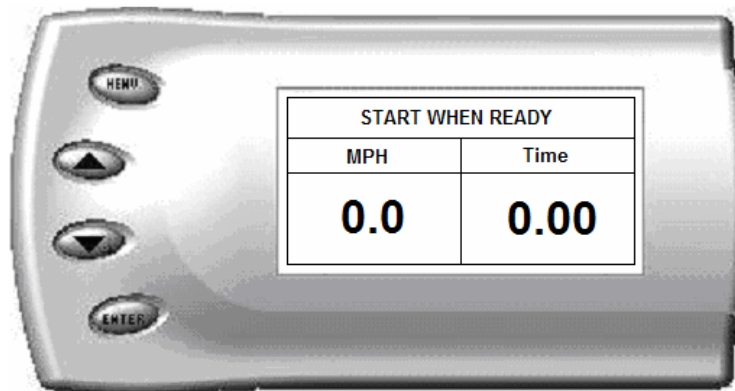 MENU
START WHEN READY
MPH Time
0.0 0.00
ENTER